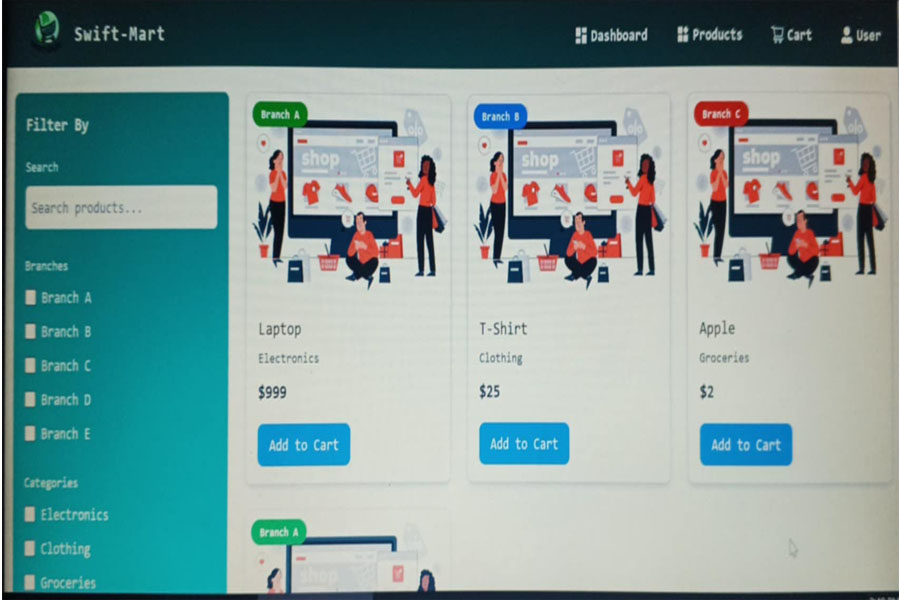 Swift-Mart
Dashboard
Products
Cart
User
Filter By
Search
Search products...
Branches
Branch A
Branch B
Branch C
Branch D
Branch E
Categories
Electronics
Clothing
Groceries
Branch A
shop
Laptop
Electronics
$999
Add to Cart
Branch B
shop
T-Shirt
Clothing
$25
Add to Cart
Branch C
shop
Apple
Groceries
$2
Add to Cart
Branch A
shop